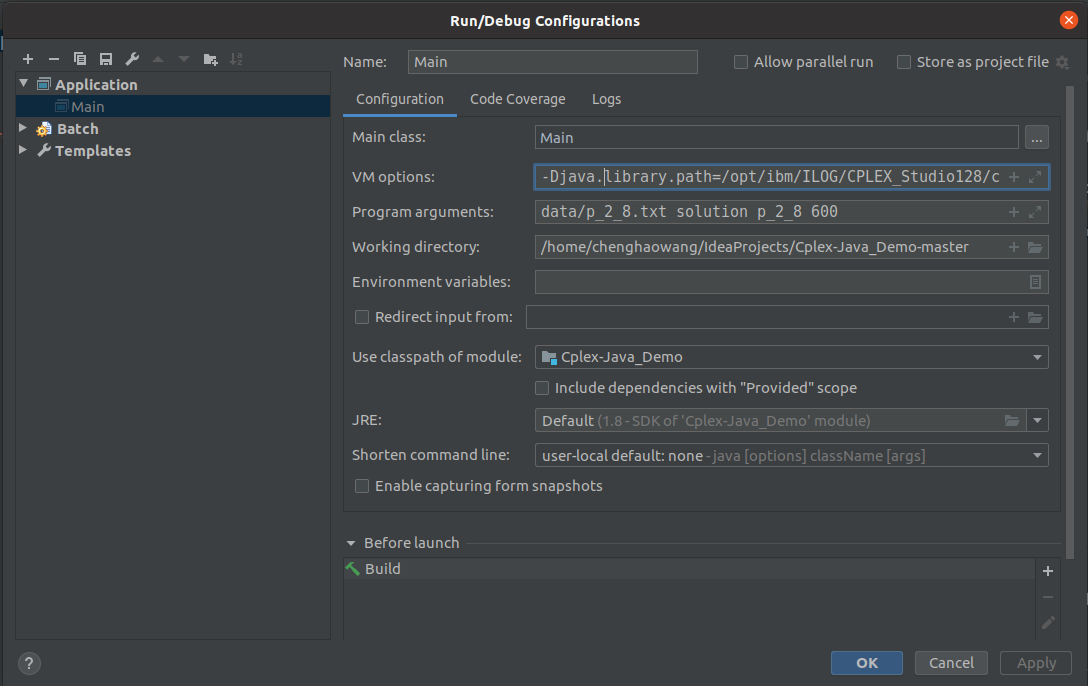 Run/Debug Configurations
Name: Main Allow parallel run Store as project file
Application
Main
Batch
Templates
Configuration Code Coverage Logs
Main class: Main ...
VM options: -Djava.library.path=/opt/ibm/ILOG/CPLEX_Studio128/c
Program arguments: data/p_2_8.txt solution p_2_8 600
Working directory: /home/chenghaowang/IdeaProjects/Cplex-Java_Demo-master
Environment variables:
Redirect input from:
Use classpath of module: Cplex-Java_Demo
Include dependencies with "Provided" scope
JRE: Default (1.8 - SDK of 'Cplex-Java_Demo' module)
Shorten command line: user-local default: none - java [options] className [args]
Enable capturing form snapshots
Before launch
Build
? OK Cancel Apply